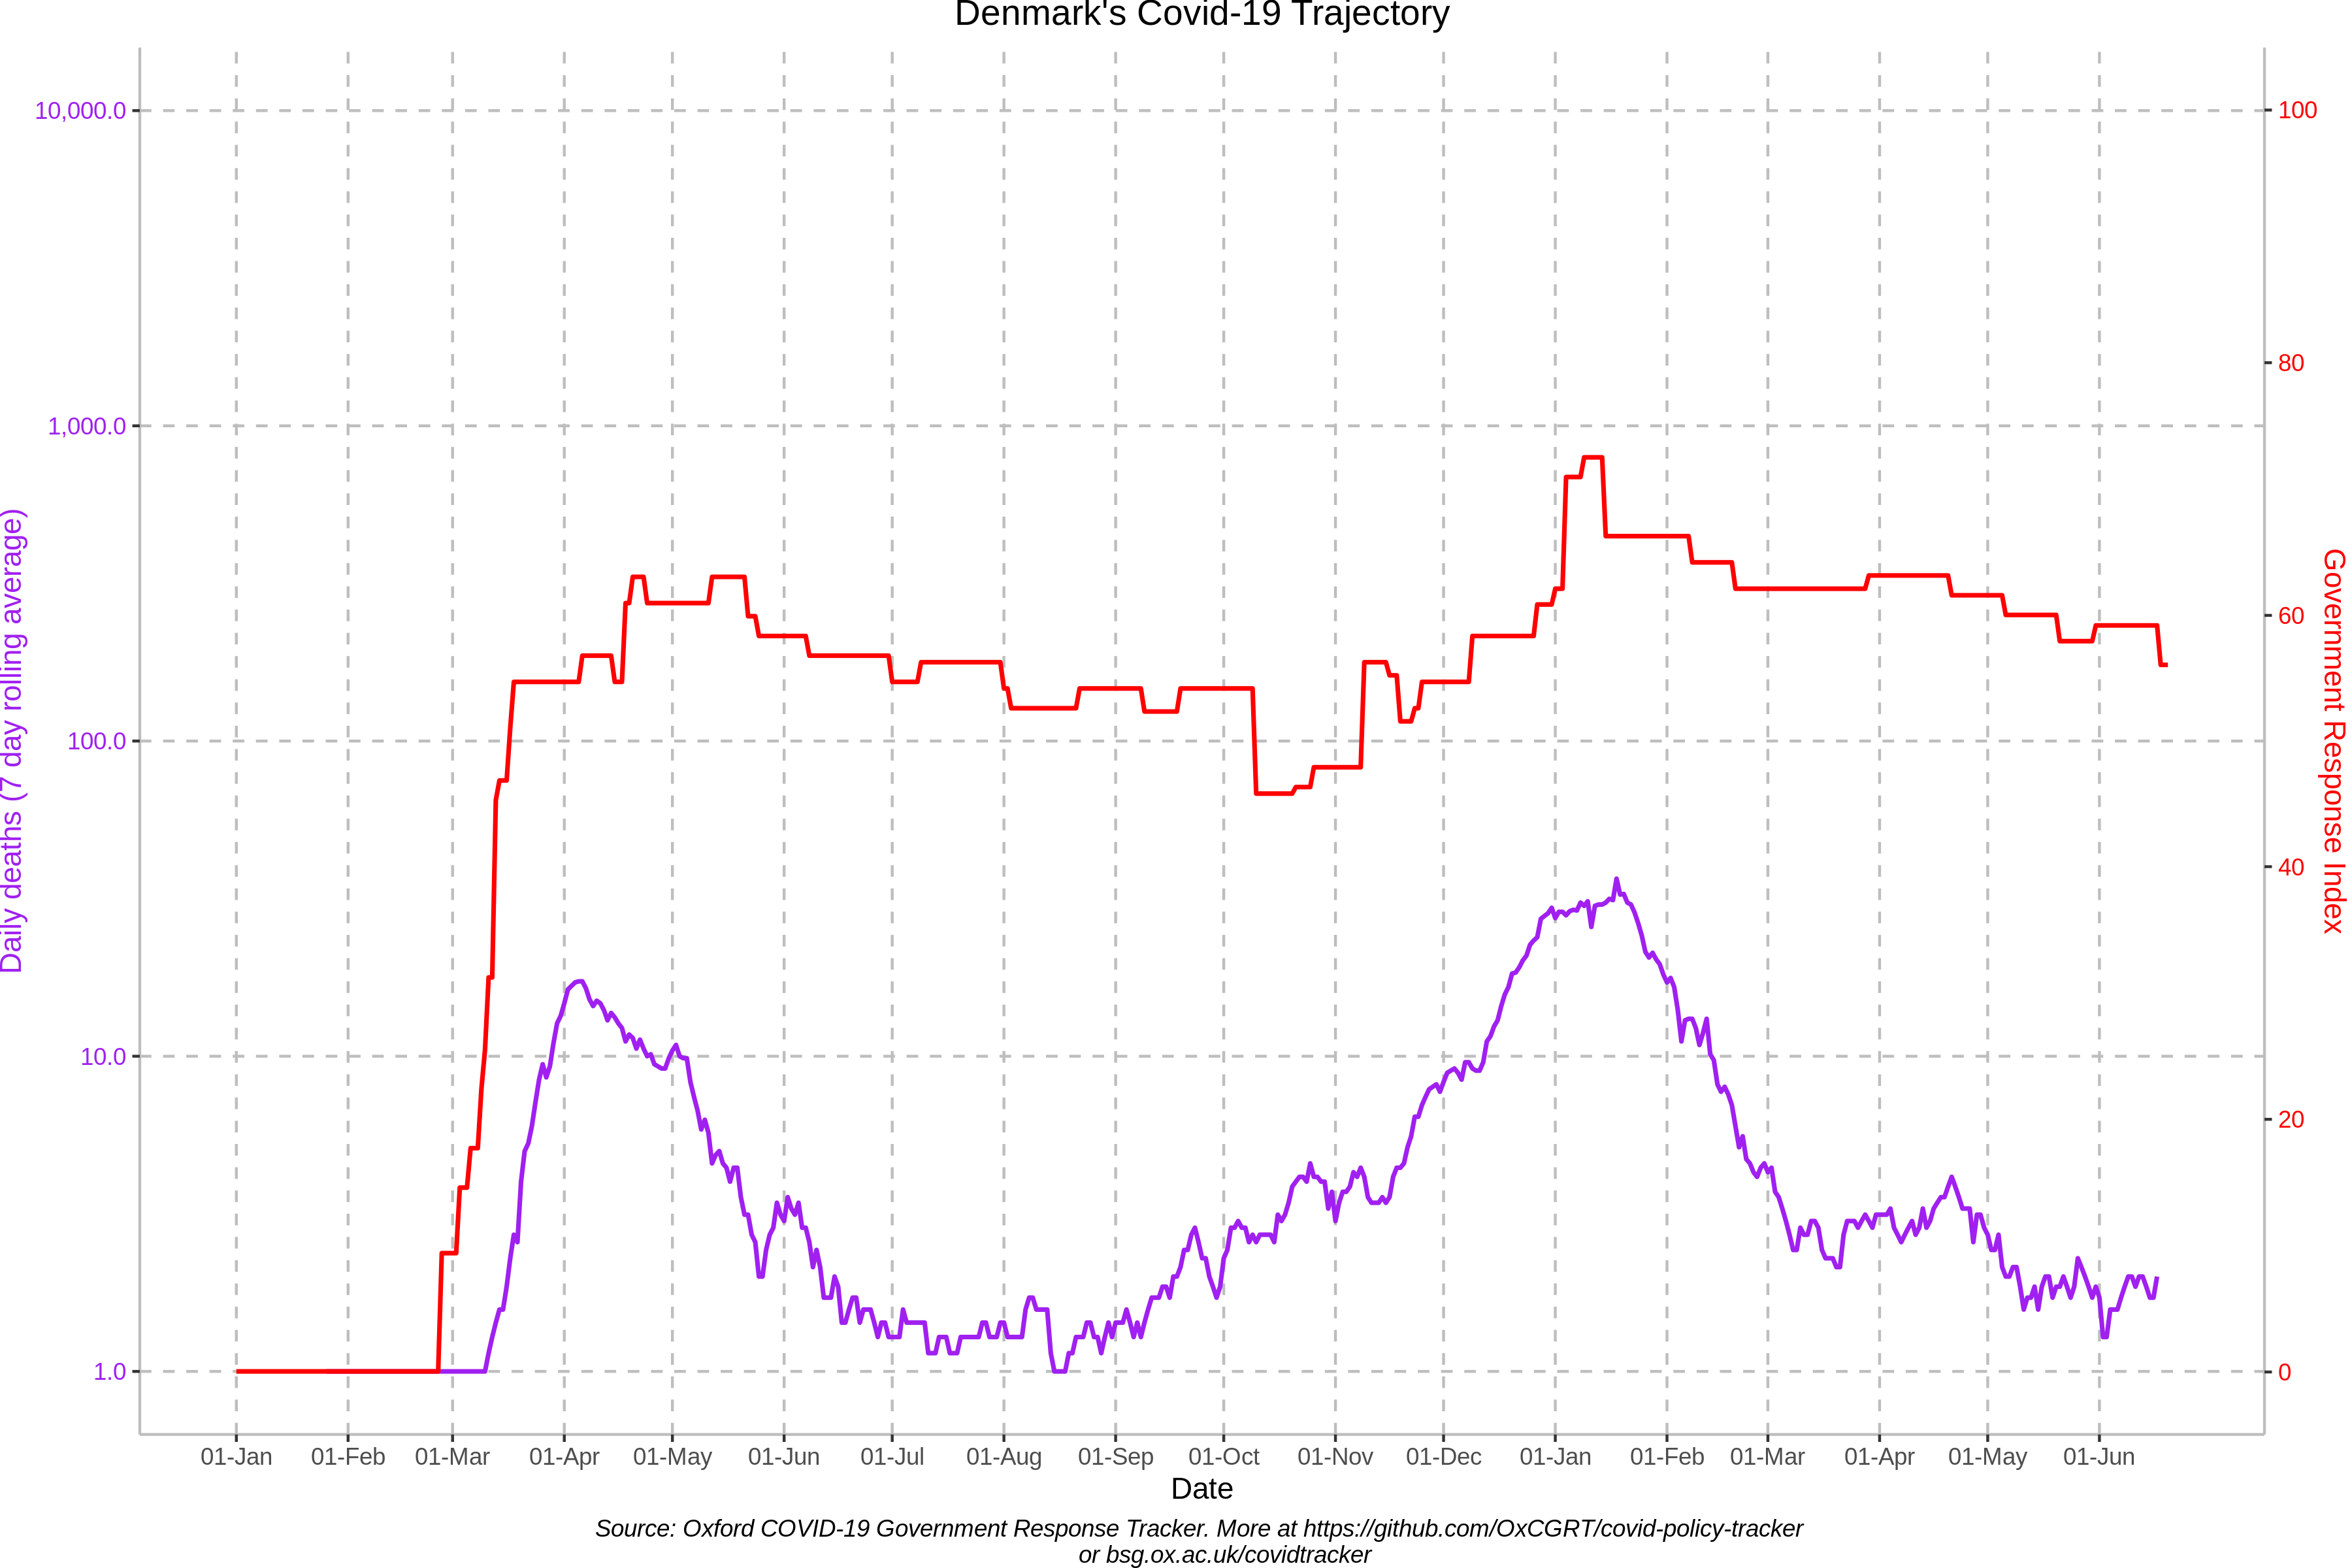 Denmark's Covid-19 Trajectory
10,000.0
1,000.0
100.0
10.0
1.0
Daily deaths (7 day rolling average)
100
80
60
40
20
0
Government Response Index
01-Jan 01-Feb 01-Mar 01-Apr 01-May 01-Jun 01-Jul 01-Aug 01-Sep 01-Oct 01-Nov 01-Dec 01-Jan 01-Feb 01-Mar 01-Apr 01-May 01-Jun
Date
Source: Oxford COVID-19 Government Response Tracker. More at https://github.com/OxCGRT/covid-policy-tracker
or bsg.ox.ac.uk/covidtracker